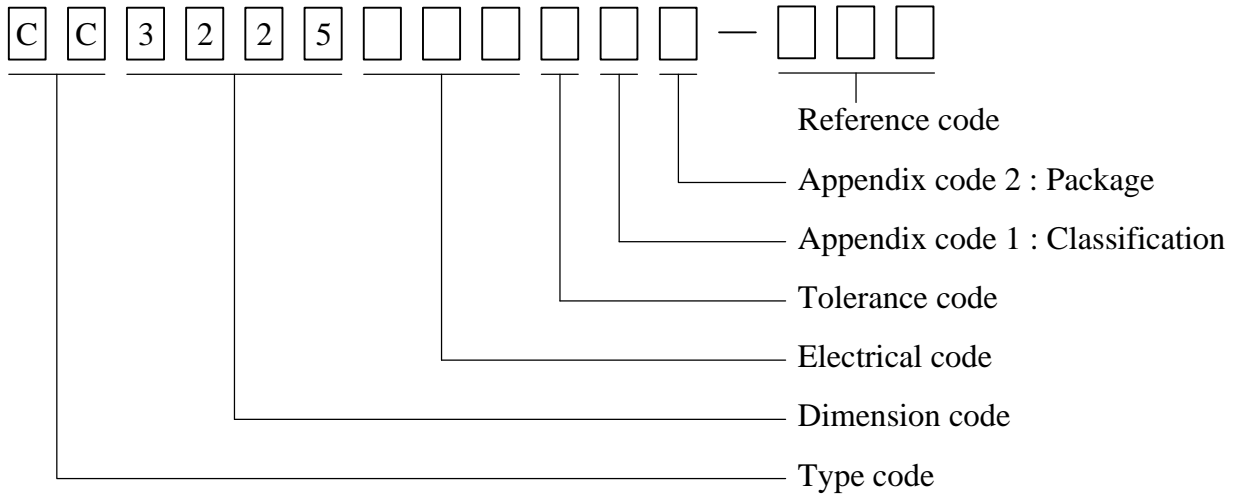 C C 3 2 2 5 —
Reference code
Appendix code 2 : Package
Appendix code 1 : Classification
Tolerance code
Electrical code
Dimension code
Type code